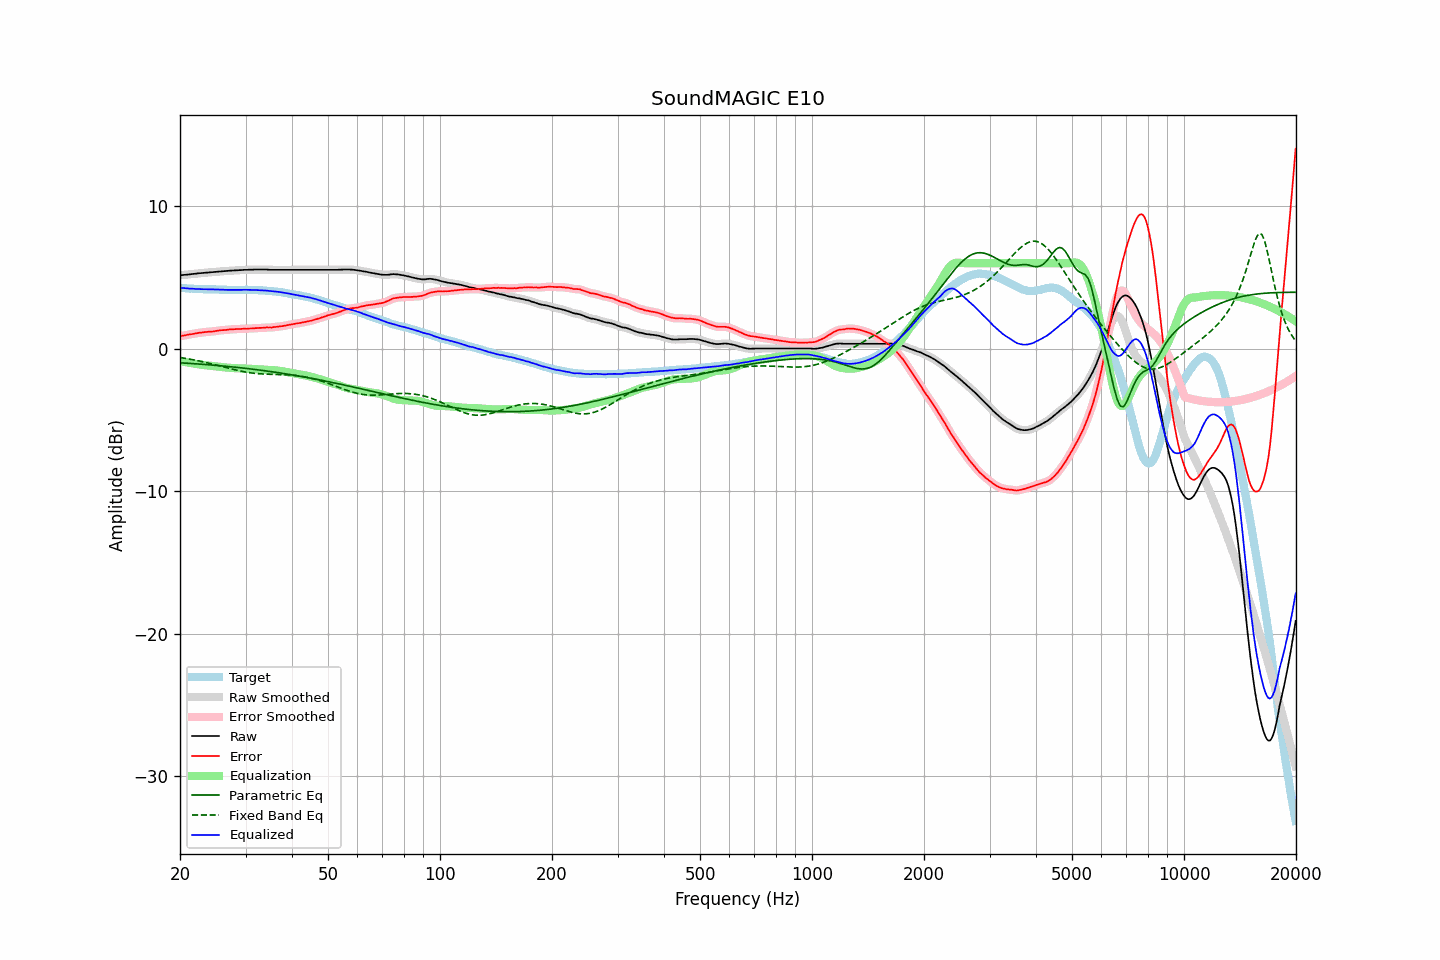 SoundMAGIC E10
Amplitude (dBr)
10
0
−10
−20
−30
Target
Raw Smoothed
Error Smoothed
Raw
Error
Equalization
Parametric Eq
Fixed Band Eq
Equalized
20 50 100 200 500 1000 2000 5000 10000 20000
Frequency (Hz)